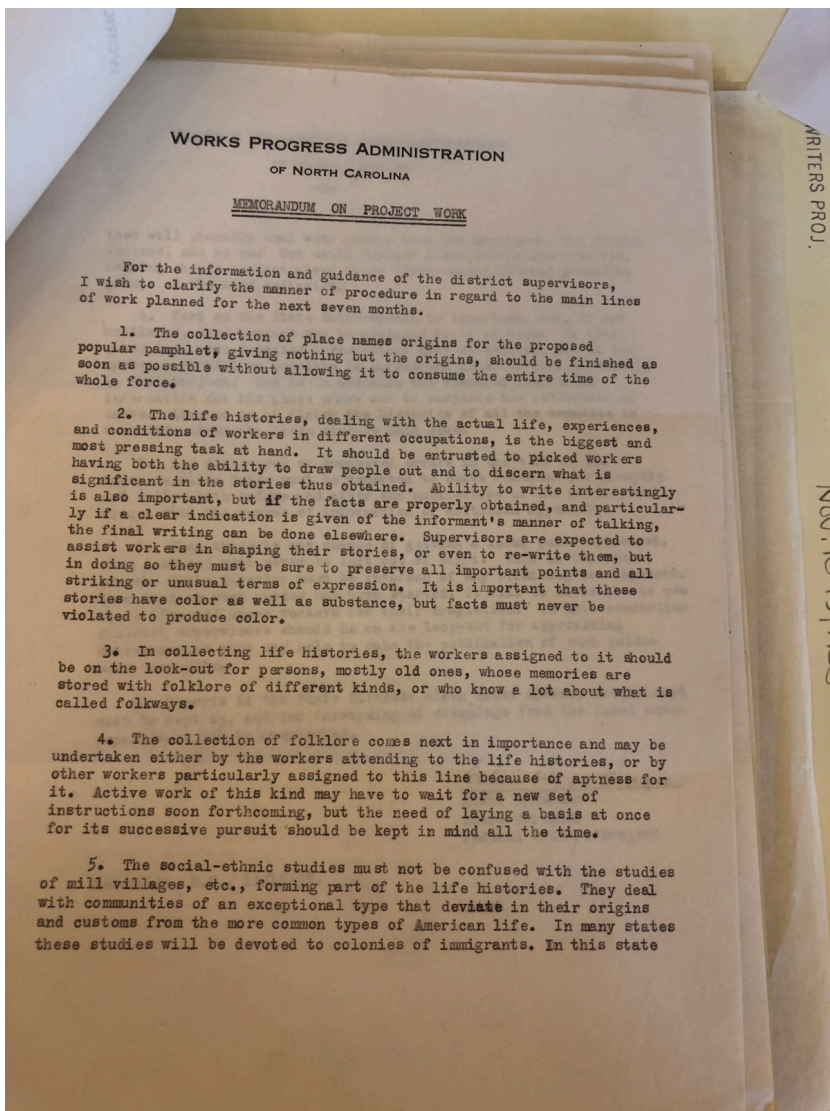 WORKS PROGRESS ADMINISTRATION
OF NORTH CAROLINA
MEMORANDUM ON PROJECT WORK
For the information and guidance of the district supervisors,
I wish to clarify the manner of procedure in regard to the main lines
of work planned for the next seven months.
1. The collection of place names origins for the proposed
popular pamphlet, giving nothing but the origins, should be finished as
soon as possible without allowing it to consume the entire time of the
whole force.
2. The life histories, dealing with the actual life, experiences,
and conditions of workers in different occupations, is the biggest and
most pressing task at hand. It should be entrusted to picked workers
having both the ability to draw people out and to discern what is
significant in the stories thus obtained. Ability to write interestingly
is also important, but if the facts are properly obtained, and particular-
ly if a clear indication is given of the informant's manner of talking,
the final writing can be done elsewhere. Supervisors are expected to
assist workers in shaping their stories, or even to re-write them, but
in doing so they must be sure to preserve all important points and all
striking or unusual terms of expression. It is important that these
stories have color as well as substance, but facts must never be
violated to produce color.
3. In collecting life histories, the workers assigned to it should
be on the look-out for persons, mostly old ones, whose memories are
stored with folklore of different kinds, or who know a lot about what is
called folkways.
4. The collection of folklore comes next in importance and may be
undertaken either by the workers attending to the life histories, or by
other workers particularly assigned to this line because of aptness for
it. Active work of this kind may have to wait for a new set of
instructions soon forthcoming, but the need of laying a basis at once
for its successive pursuit should be kept in mind all the time.
5. The social-ethnic studies must not be confused with the studies
of mill villages, etc., forming part of the life histories. They deal
with communities of an exceptional type that deviate in their origins
and customs from the more common types of American life. In many states
these studies will be devoted to colonies of immigrants. In this state
WRITERS PROJ.